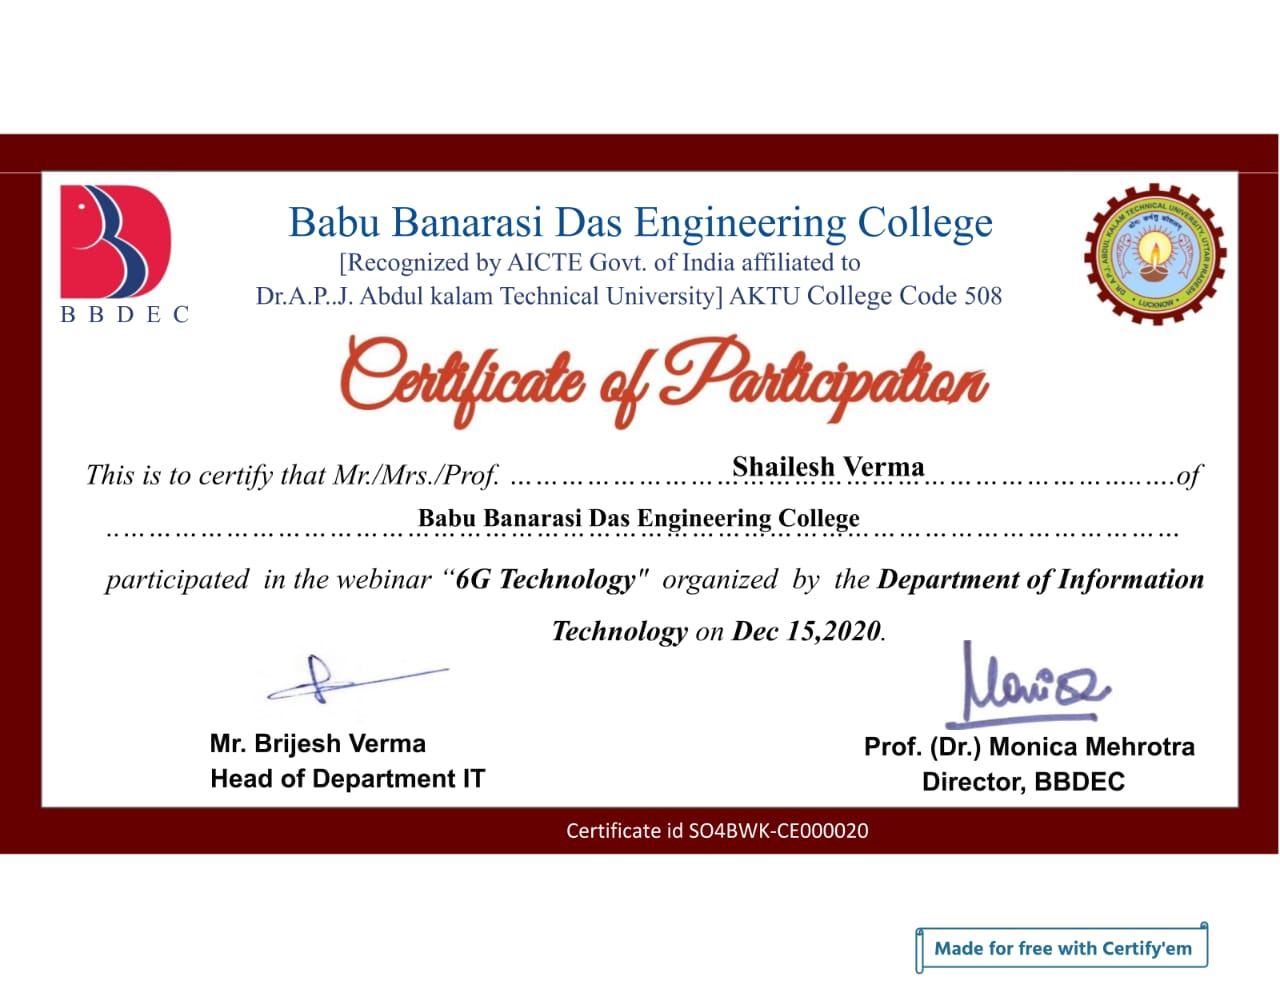 Babu Banarasi Das Engineering College
[Recognized by AICTE Govt. of India affiliated to
Dr.A.P..J. Abdul kalam Technical University] AKTU College Code 508
BBDEC
DR. A.P.J. ABDUL KALAM TECHNICAL UNIVERSITY, UTTAR PRADESH
• LUCKNOW •
Certificate of Participation
This is to certify that Mr./Mrs./Prof. ………………………Shailesh Verma………………………of
Babu Banarasi Das Engineering College
participated in the webinar “6G Technology" organized by the Department of Information
Technology on Dec 15,2020.
Mr. Brijesh Verma
Head of Department IT
Prof. (Dr.) Monica Mehrotra
Director, BBDEC
Certificate id SO4BWK-CE000020
Made for free with Certify'em